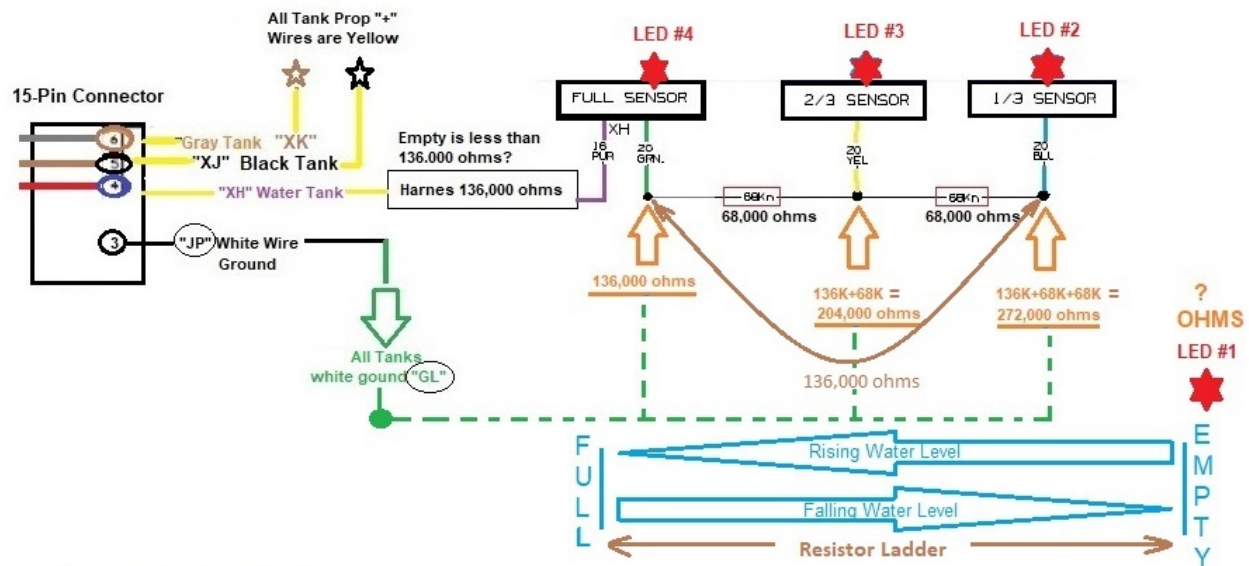 All Tank Prop "+"
Wires are Yellow
LED #4
LED #3
LED #2
15-Pin Connector
FULL SENSOR
2/3 SENSOR
1/3 SENSOR
6
"Gray Tank "XK"
5
"XJ" Black Tank
4
"XH" Water Tank
Empty is less than
136.000 ohms?
Harnes 136,000 ohms
XH
16
PUR
20
GRN.
20
YEL
20
BLU
68Kn
68,000 ohms
68Kn
68,000 ohms
3
"JP" White Wire
Ground
136,000 ohms
136K+68K =
204,000 ohms
136K+68K+68K =
272,000 ohms
?
OHMS
LED #1
All Tanks
white gound "GL"
136,000 ohms
FULL
Rising Water Level
Falling Water Level
EMPTY
Resistor Ladder